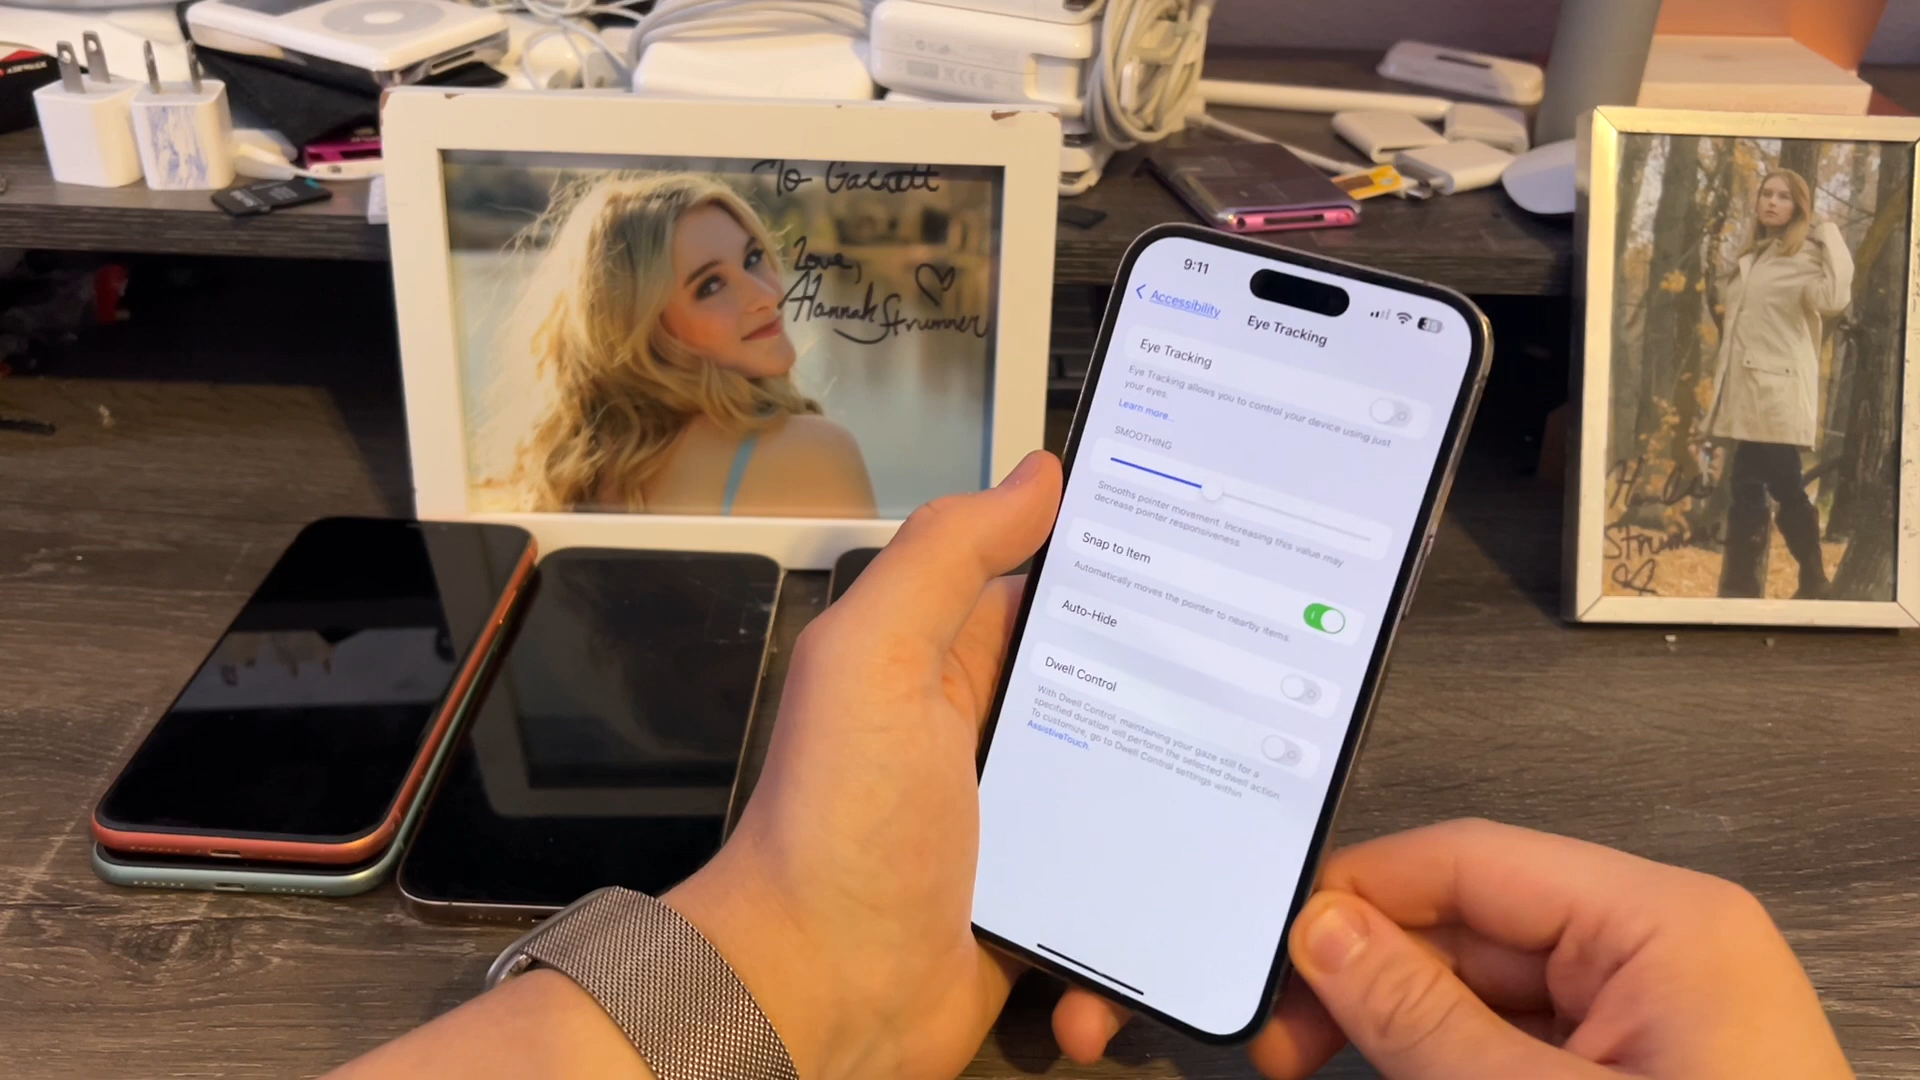 To Garrett
Love,
Hannah Strummer
9:11
Accessibility
Eye Tracking
Eye Tracking
Eye Tracking allows you to control your device using just
your eyes.
Learn more...
SMOOTHING
Smooths pointer movement. Increasing this value may
decrease pointer responsiveness.
Snap to Item
Automatically moves the pointer to nearby items.
Auto-Hide
Dwell Control
With Dwell Control, maintaining your gaze still for a
specified duration will perform the selected dwell action.
To customize, go to Dwell Control settings within
AssistiveTouch.